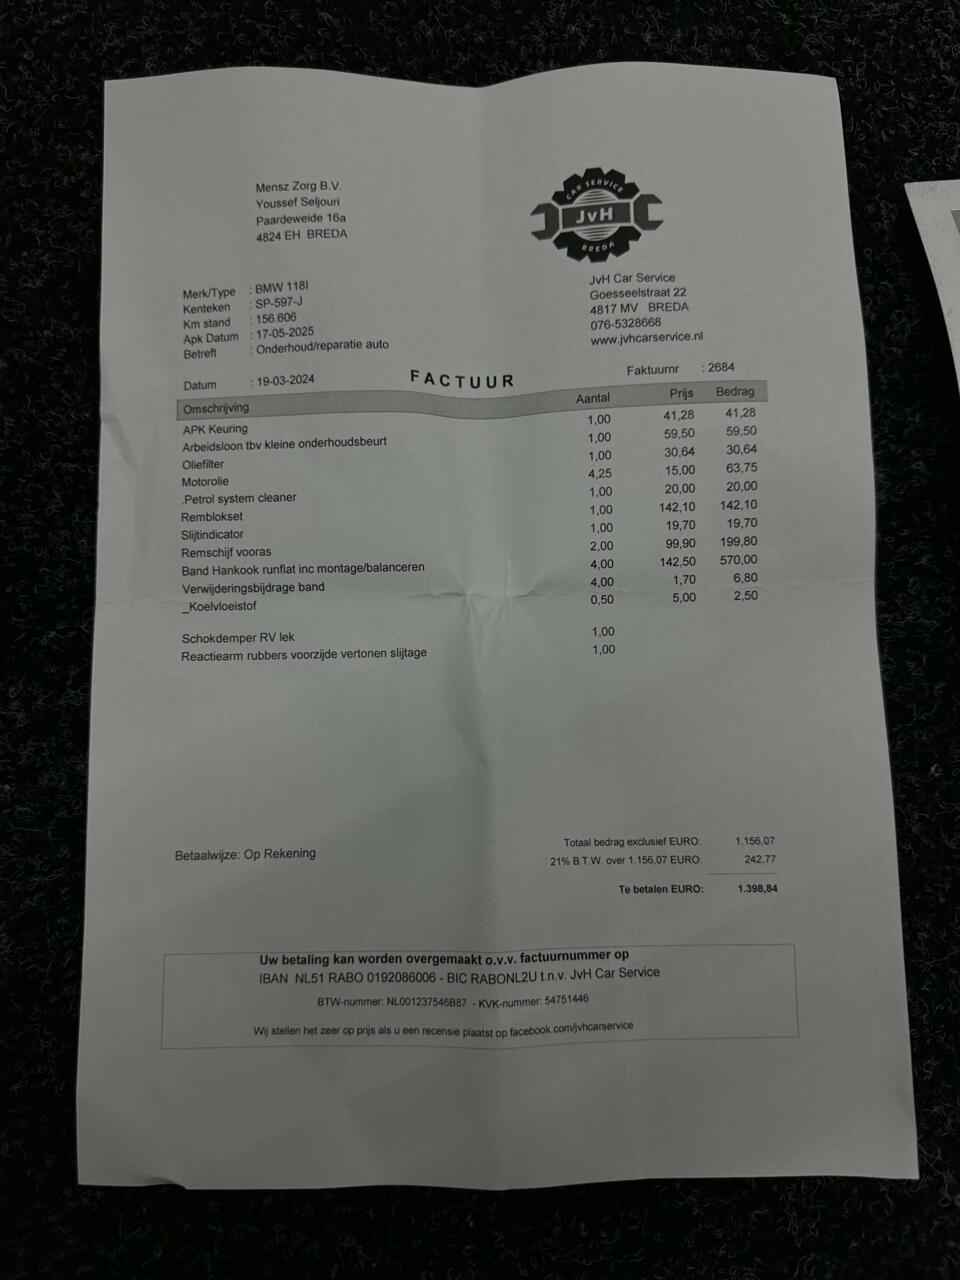 Mensz Zorg B.V.
Youssef Seljouri
Paardeweide 16a
4824 EH BREDA
CAR SERVICE
JvH
BREDA
JvH Car Service
Goesseelstraat 22
4817 MV BREDA
076-5328668
www.jvhcarservice.nl
Merk/Type : BMW 118I
Kenteken : SP-597-J
Km stand : 156.606
Apk Datum : 17-05-2025
Betreft : Onderhoud/reparatie auto
Datum : 19-03-2024
FACTUUR
Faktuurnr : 2684
Omschrijving Aantal Prijs Bedrag
APK Keuring 1,00 41,28 41,28
Arbeidsloon tbv kleine onderhoudsbeurt 1,00 59,50 59,50
Oliefilter 1,00 30,64 30,64
Motorolie 4,25 15,00 63,75
.Petrol system cleaner 1,00 20,00 20,00
Remblokset 1,00 142,10 142,10
Slijtindicator 1,00 19,70 19,70
Remschijf vooras 2,00 99,90 199,80
Band Hankook runflat inc montage/balanceren 4,00 142,50 570,00
Verwijderingsbijdrage band 4,00 1,70 6,80
_Koelvloeistof 0,50 5,00 2,50
Schokdemper RV lek 1,00
Reactiearm rubbers voorzijde vertonen slijtage 1,00
Betaalwijze: Op Rekening
Totaal bedrag exclusief EURO: 1.156,07
21% B.T.W. over 1.156,07 EURO: 242,77
Te betalen EURO: 1.398,84
Uw betaling kan worden overgemaakt o.v.v. factuurnummer op
IBAN NL51 RABO 0192086006 - BIC RABONL2U t.n.v. JvH Car Service
BTW-nummer: NL001237546B87 - KVK-nummer: 54751446
Wij stellen het zeer op prijs als u een recensie plaatst op facebook.com/jvhcarservice